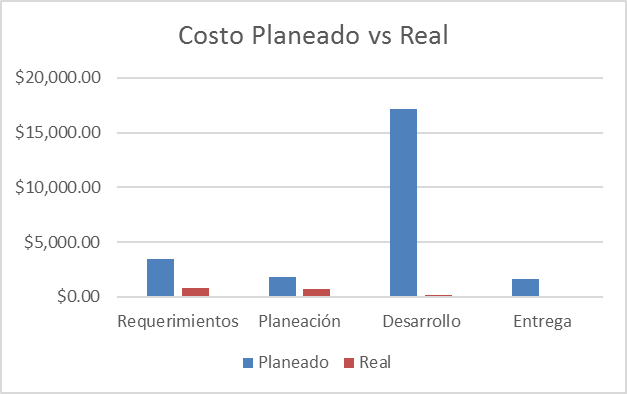 Costo Planeado vs Real
$20,000.00
$15,000.00
$10,000.00
$5,000.00
$0.00
Requerimientos Planeación Desarrollo Entrega
Planeado Real